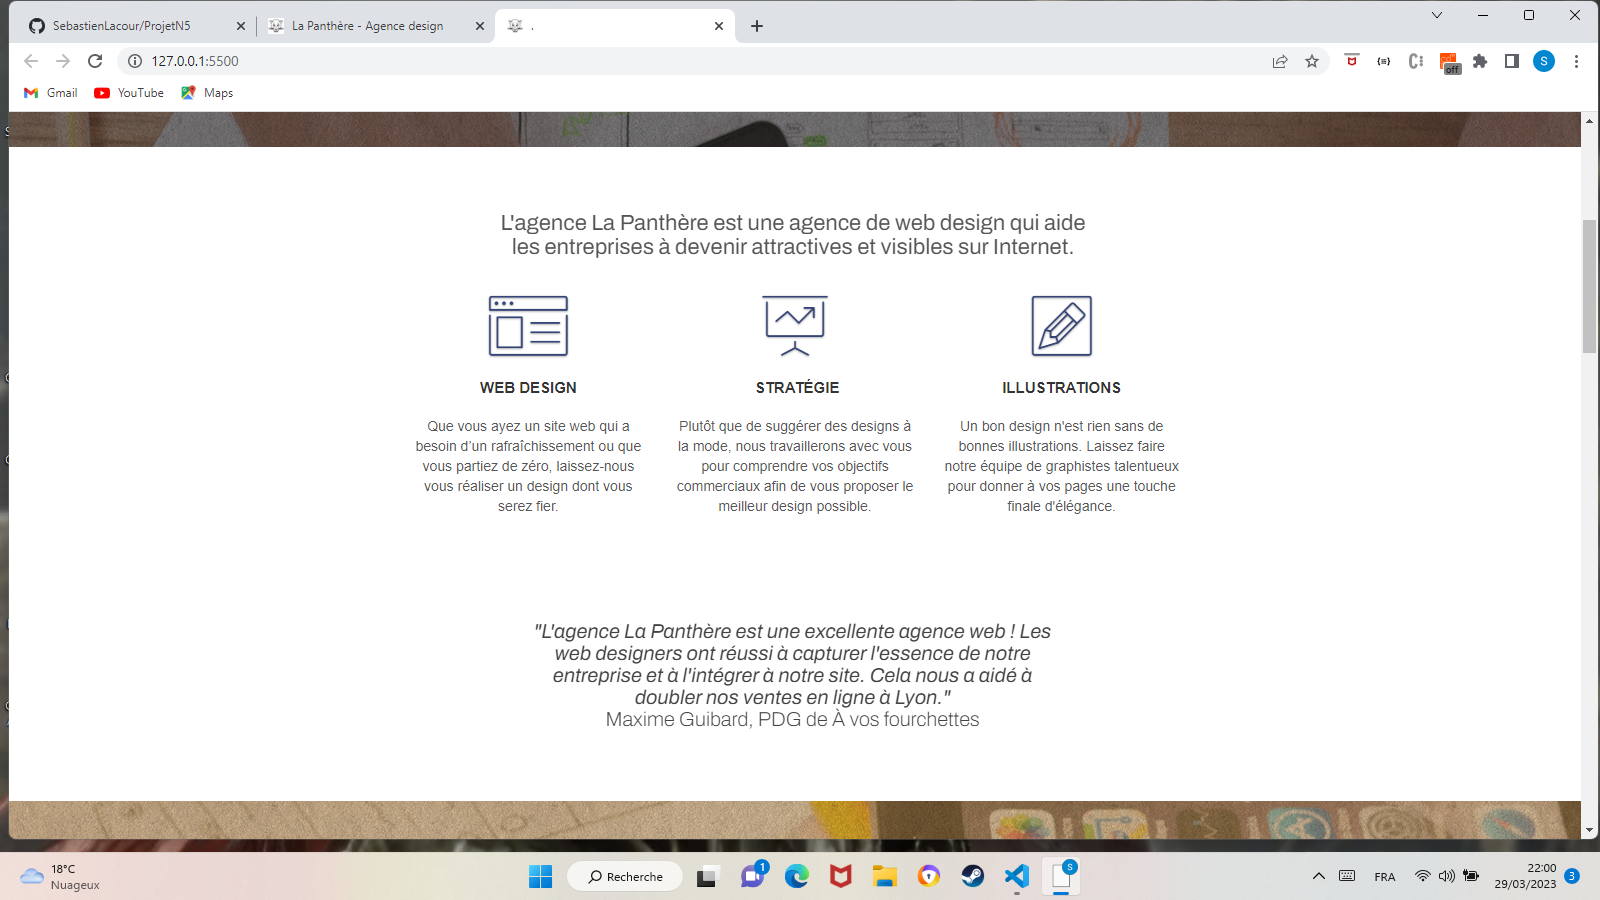 SebastienLacour/ProjetN5
La Panthère - Agence design
.
127.0.0.1:5500
off
S
Gmail
YouTube
Maps
L'agence La Panthère est une agence de web design qui aide
les entreprises à devenir attractives et visibles sur Internet.
WEB DESIGN
Que vous ayez un site web qui a
besoin d’un rafraîchissement ou que
vous partiez de zéro, laissez-nous
vous réaliser un design dont vous
serez fier.
STRATÉGIE
Plutôt que de suggérer des designs à
la mode, nous travaillerons avec vous
pour comprendre vos objectifs
commerciaux afin de vous proposer le
meilleur design possible.
ILLUSTRATIONS
Un bon design n'est rien sans de
bonnes illustrations. Laissez faire
notre équipe de graphistes talentueux
pour donner à vos pages une touche
finale d'élégance.
"L'agence La Panthère est une excellente agence web ! Les
web designers ont réussi à capturer l'essence de notre
entreprise et à l'intégrer à notre site. Cela nous a aidé à
doubler nos ventes en ligne à Lyon."
Maxime Guibard, PDG de À vos fourchettes
18°C
Nuageux
Recherche
1
S
FRA
22:00
29/03/2023
3